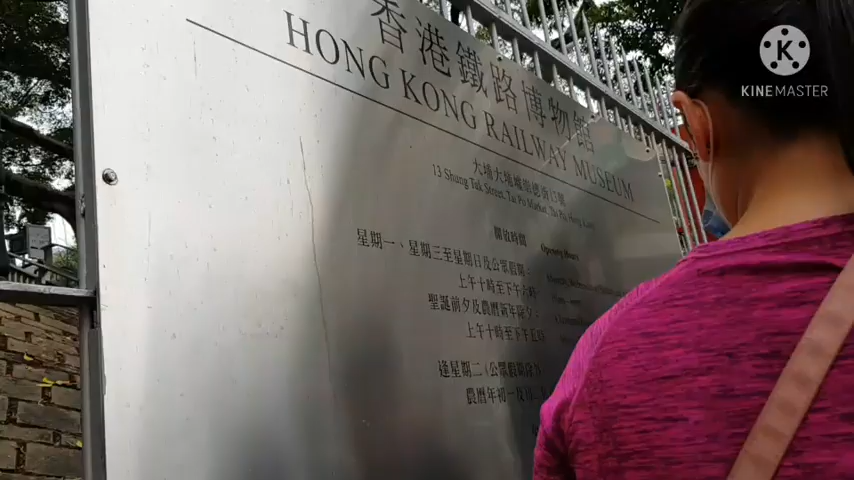 香港鐵路博物館
HONG KONG RAILWAY MUSEUM
大埔大埔墟崇德街13號
13 Shung Tak Street, Tai Po Market, Tai Po, Hong Kong
開放時間 Opening Hours
星期一、星期三至星期日及公眾假期：
上午十時至下午六時
聖誕前夕及農曆新年除夕：
上午十時至下午五時
逢星期二（公眾假期除外）
農曆年初一及
KINEMASTER